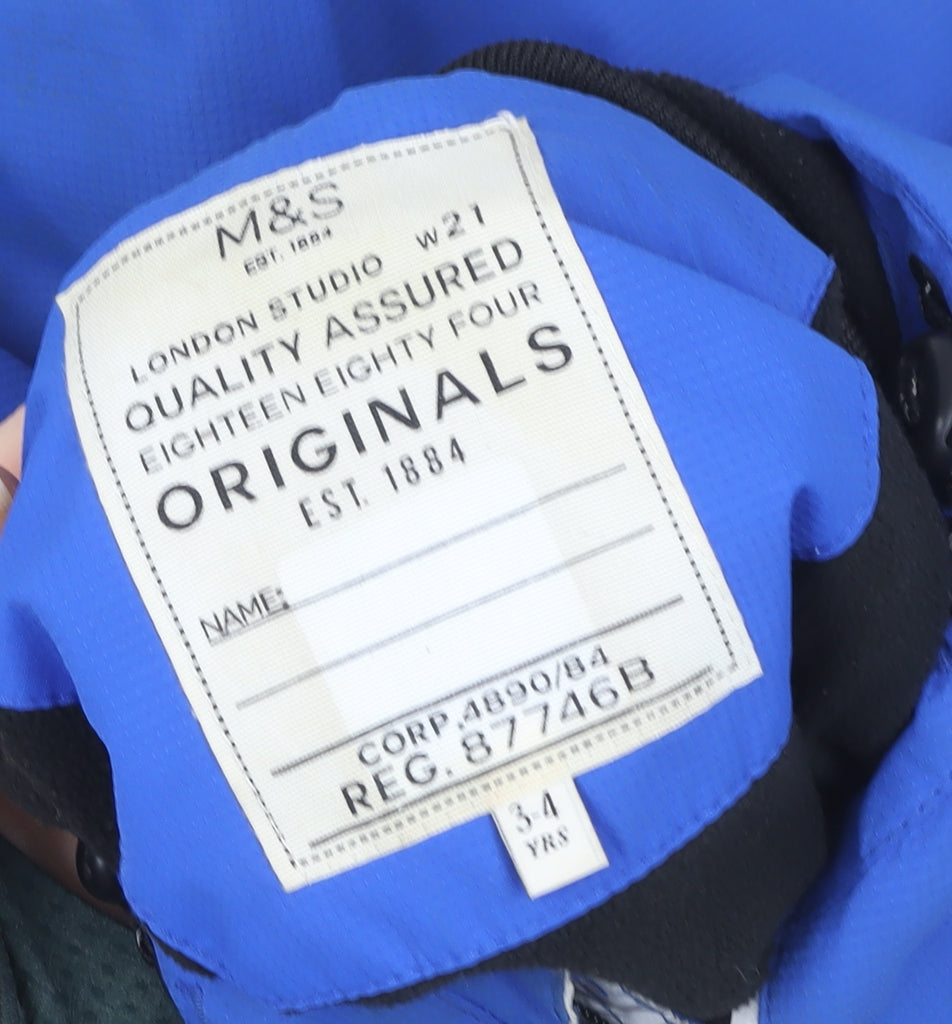 M&S
EST. 1884
LONDON STUDIO W21
QUALITY ASSURED
EIGHTEEN EIGHTY FOUR
ORIGINALS
EST. 1884
NAME:
CORP.4890/84
REG. 87746B
3-4
YRS